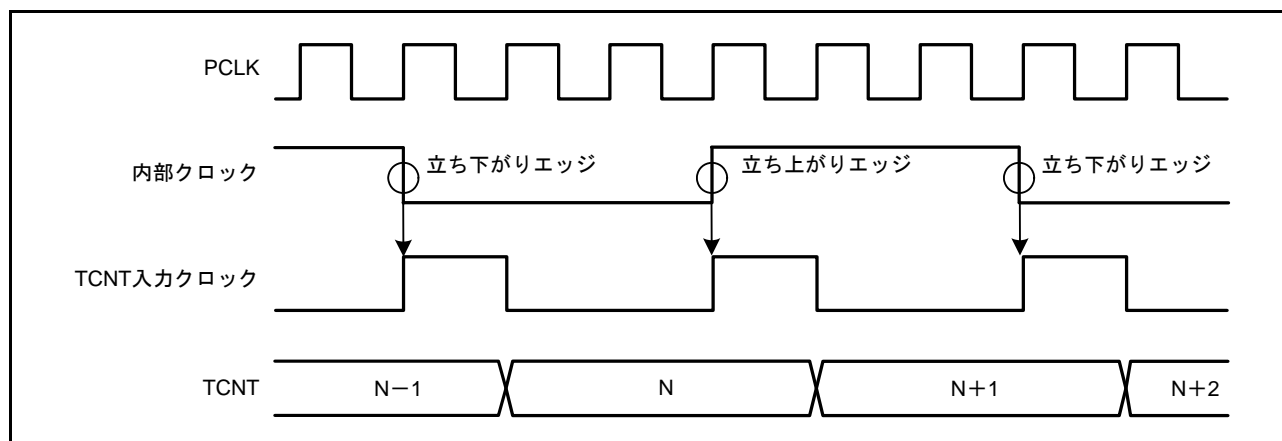 PCLK
内部クロック
立ち下がりエッジ
立ち上がりエッジ
立ち下がりエッジ
TCNT入力クロック
TCNT
N－1
N
N＋1
N＋2